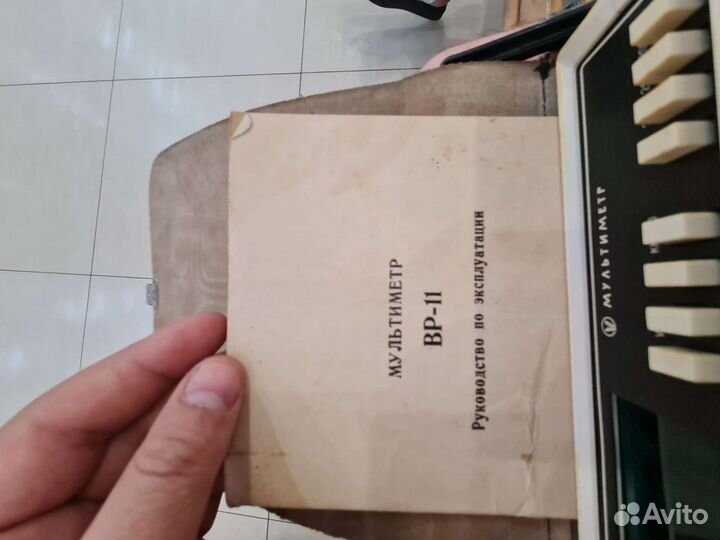 МУЛЬТИМЕТР
ВР-11
Руководство по эксплуатации
МУЛЬТИМЕТР
Avito